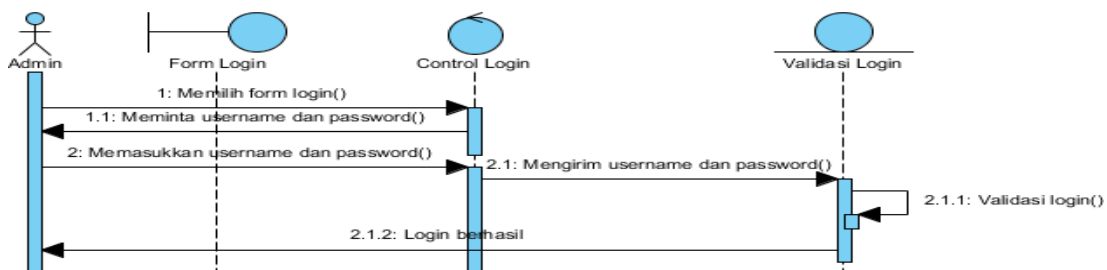 Admin
Form Login
Control Login
Validasi Login
1: Memilih form login()
1.1: Meminta username dan password()
2: Memasukkan username dan password()
2.1: Mengirim username dan password()
2.1.1: Validasi login()
2.1.2: Login berhasil